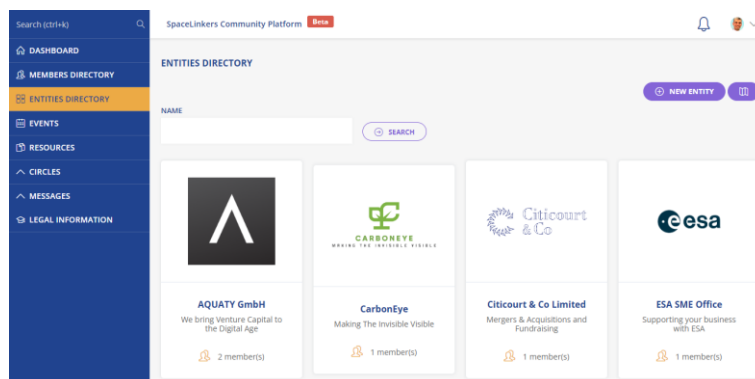 Search (ctrl+k)
SpaceLinkers Community Platform Beta
DASHBOARD
MEMBERS DIRECTORY
ENTITIES DIRECTORY
EVENTS
RESOURCES
CIRCLES
MESSAGES
LEGAL INFORMATION
ENTITIES DIRECTORY
NEW ENTITY
NAME
SEARCH
CARBONEYE
MAKING THE INVISIBLE VISIBLE
Citicourt
& Co
esa
AQUATY GmbH
We bring Venture Capital to
the Digital Age
2 member(s)
CarbonEye
Making The Invisible Visible
1 member(s)
Citicourt & Co Limited
Mergers & Acquisitions and
Fundraising
1 member(s)
ESA SME Office
Supporting your business
with ESA
1 member(s)